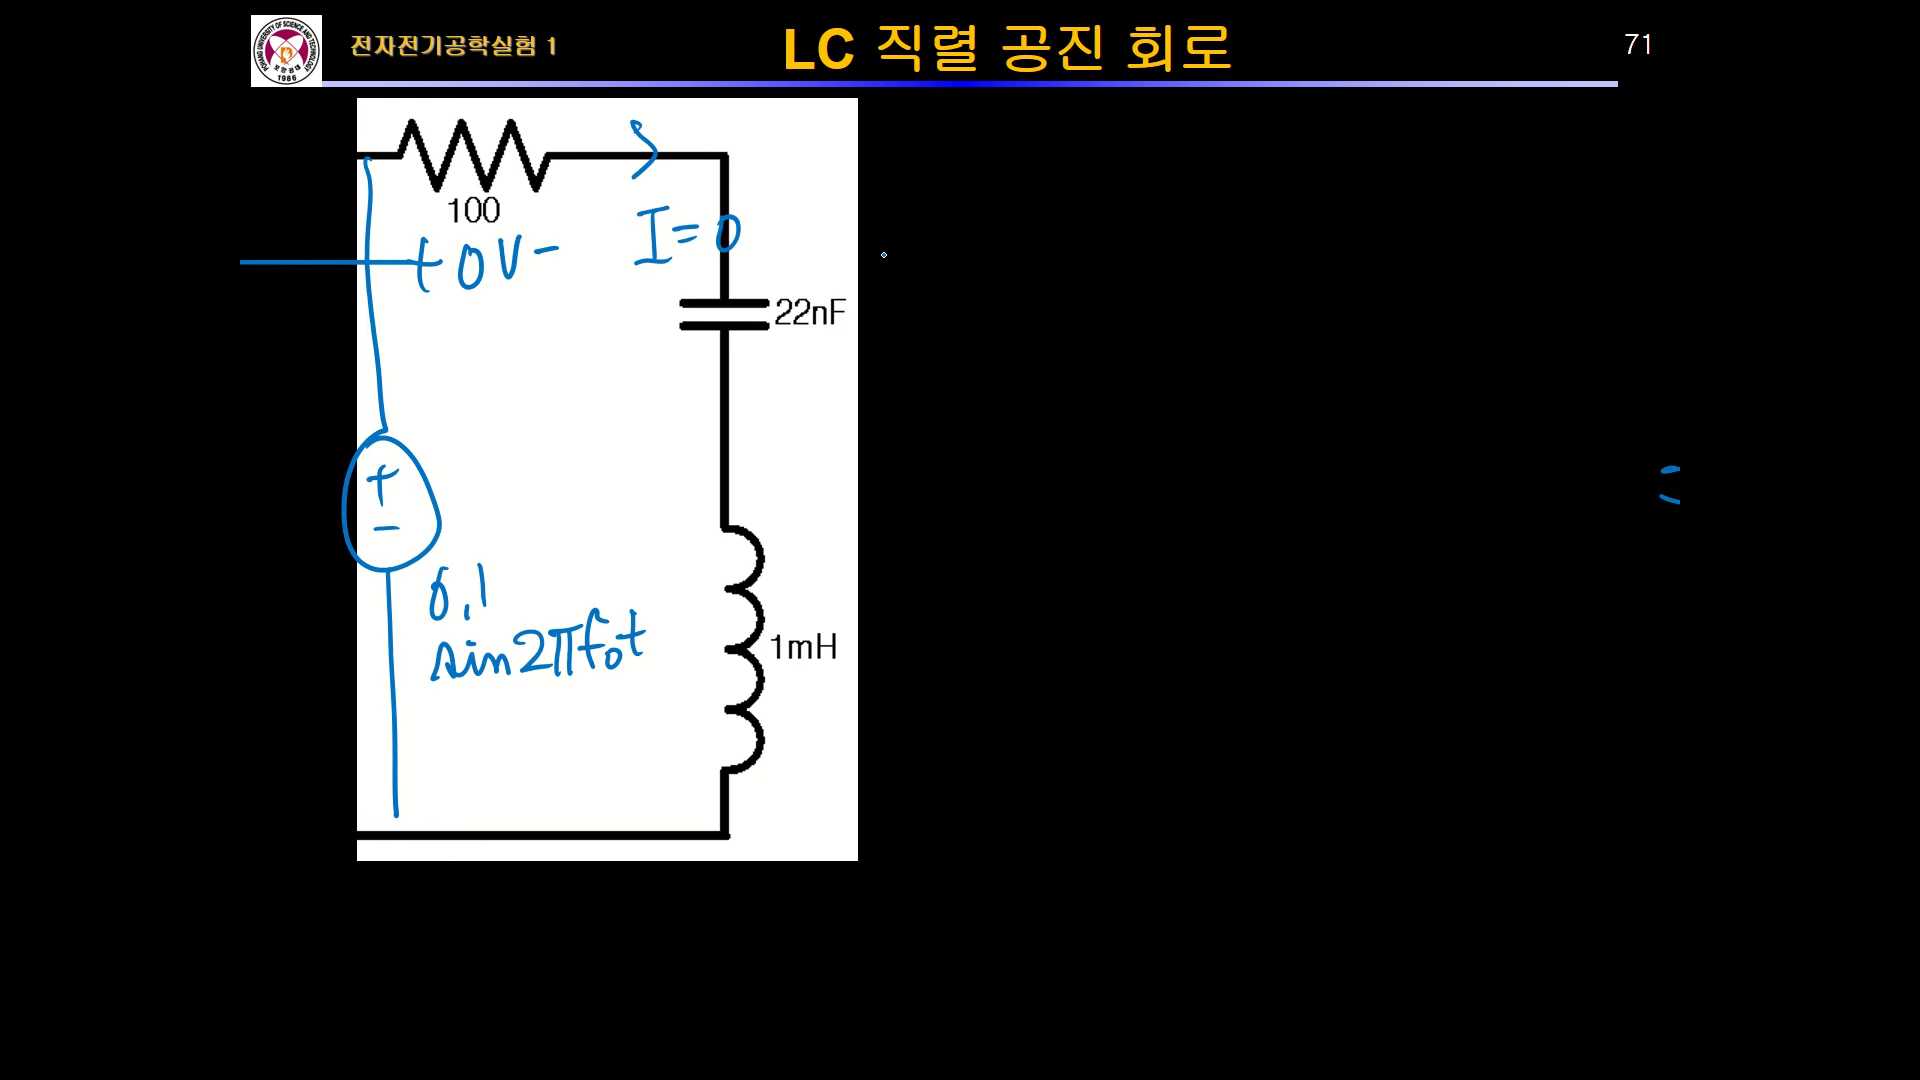 전자전기공학실험 1
LC 직렬 공진 회로
71
100
I=0
+ 0V -
22nF
+
-
0.1
sin2πf₀t
1mH